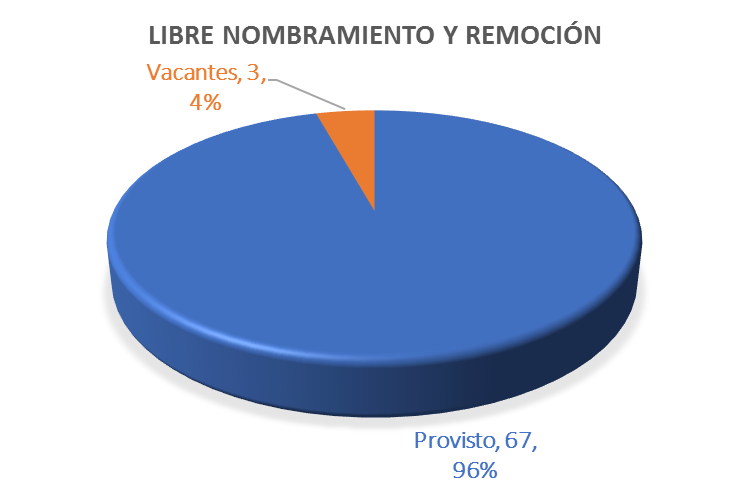 LIBRE NOMBRAMIENTO Y REMOCIÓN
Vacantes, 3,
4%
Provisto, 67,
96%